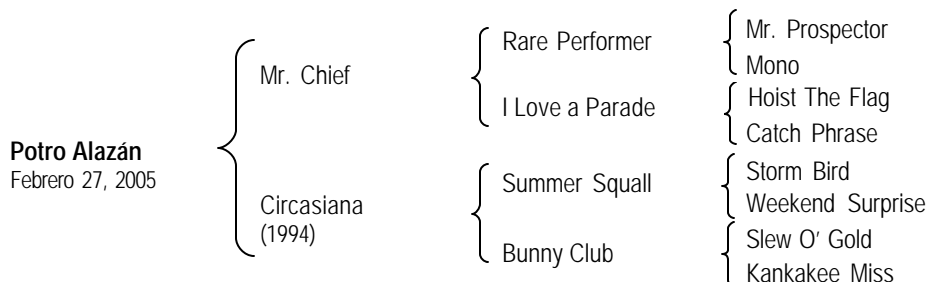 Mr. Prospector
Rare Performer
Mono
Mr. Chief
Hoist The Flag
I Love a Parade
Catch Phrase
Potro Alazán
Febrero 27, 2005
Storm Bird
Summer Squall
Weekend Surprise
Circasiana
(1994)
Slew O' Gold
Bunny Club
Kankakee Miss